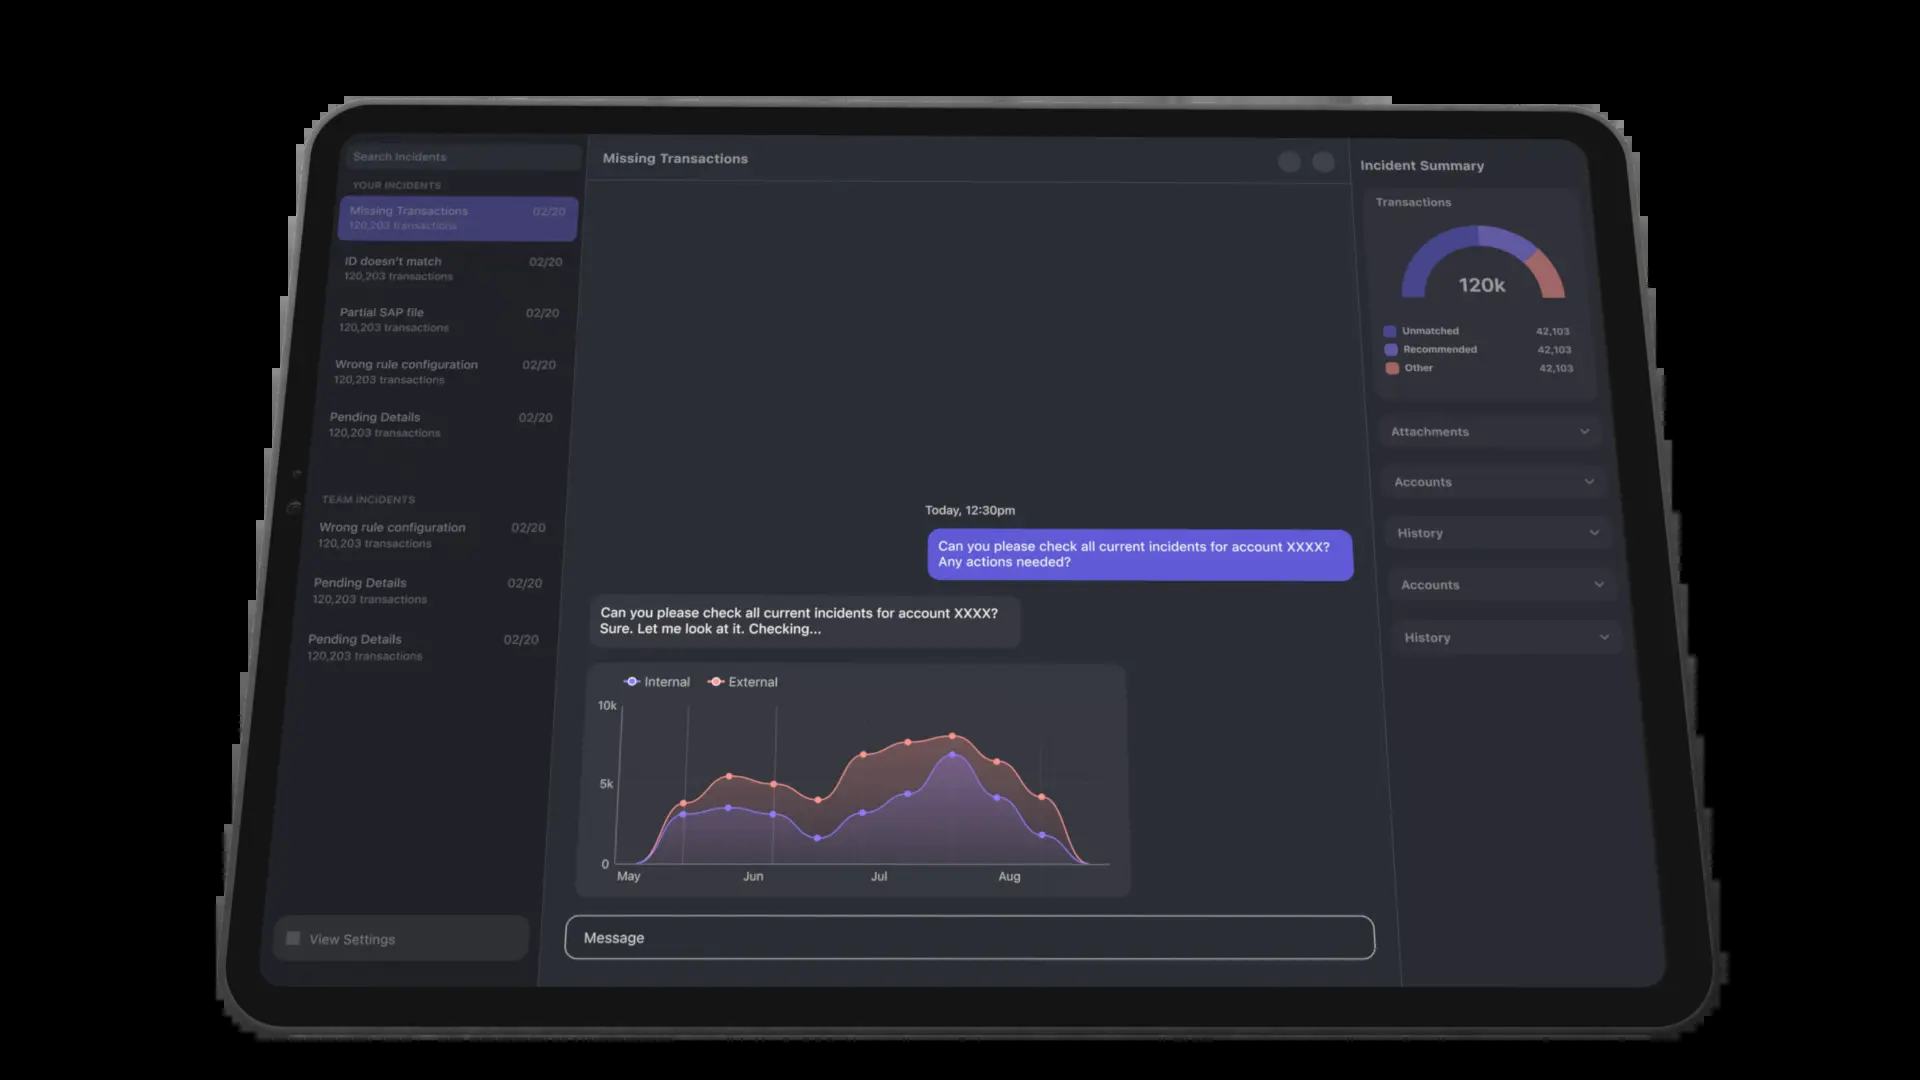 Search Incidents
YOUR INCIDENTS
Missing Transactions 02/20
120,203 transactions
ID doesn't match 02/20
120,203 transactions
Partial SAP file 02/20
120,203 transactions
Wrong rule configuration 02/20
120,203 transactions
Pending Details 02/20
120,203 transactions
TEAM INCIDENTS
Wrong rule configuration 02/20
120,203 transactions
Pending Details 02/20
120,203 transactions
Pending Details 02/20
120,203 transactions
View Settings
Missing Transactions
Today, 12:30pm
Can you please check all current incidents for account XXXX?
Any actions needed?
Can you please check all current incidents for account XXXX?
Sure. Let me look at it. Checking...
Internal External
10k
5k
0
May Jun Jul Aug
Message
Incident Summary
Transactions
120k
Unmatched 42,103
Recommended 42,103
Other 42,103
Attachments
Accounts
History
Accounts
History